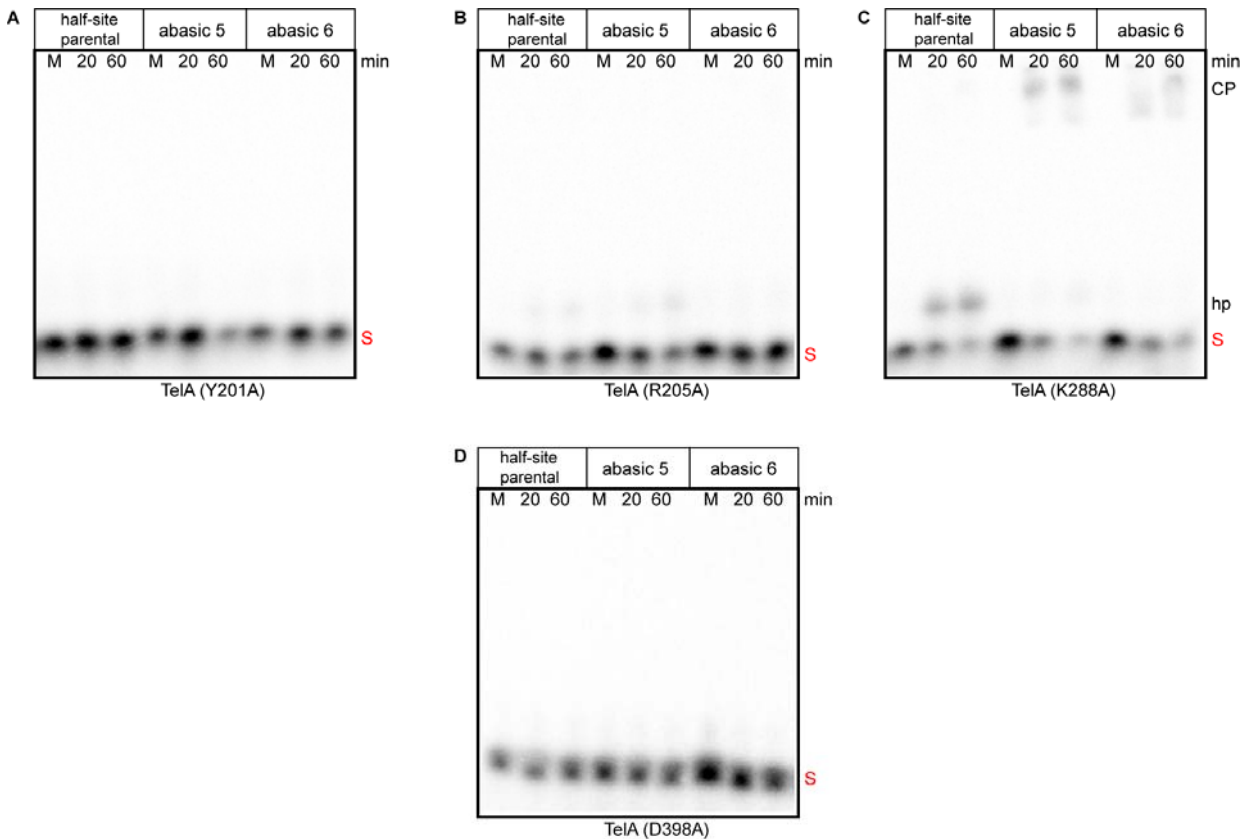 A
half-site parental abasic 5 abasic 6
M 20 60 M 20 60 M 20 60 min
S
TelA (Y201A)
B
half-site parental abasic 5 abasic 6
M 20 60 M 20 60 M 20 60
S
TelA (R205A)
C
half-site parental abasic 5 abasic 6
M 20 60 M 20 60 M 20 60 min
CP
hp
S
TelA (K288A)
D
half-site parental abasic 5 abasic 6
M 20 60 M 20 60 M 20 60 min
S
TelA (D398A)